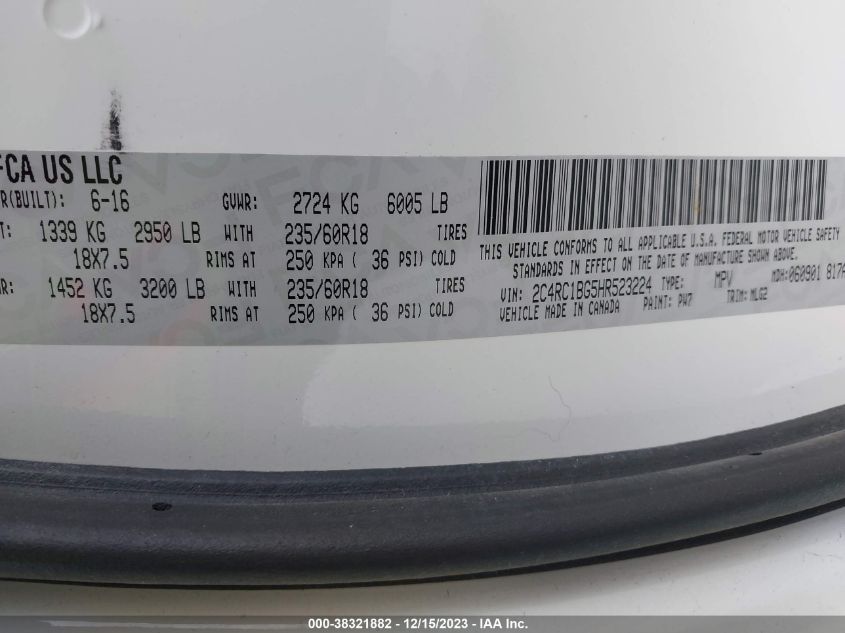 FCA US LLC
R(BUILT): 6-16 GVWR: 2724 KG 6005 LB
T: 1339 KG 2950 LB WITH 235/60R18 TIRES
18X7.5 RIMS AT 250 KPA ( 36 PSI) COLD
R: 1452 KG 3200 LB WITH 235/60R18 TIRES
18X7.5 RIMS AT 250 KPA ( 36 PSI) COLD
THIS VEHICLE CONFORMS TO ALL APPLICABLE U.S.A. FEDERAL MOTOR VEHICLE SAFETY
STANDARDS IN EFFECT ON THE DATE OF MANUFACTURE SHOWN ABOVE.
VIN: 2C4RC1BG5HR523224 TYPE: MPV MDH: 060901 817A
VEHICLE MADE IN CANADA PAINT: PW7 TRIM: MLG2
000-38321882 - 12/15/2023 - IAA Inc.